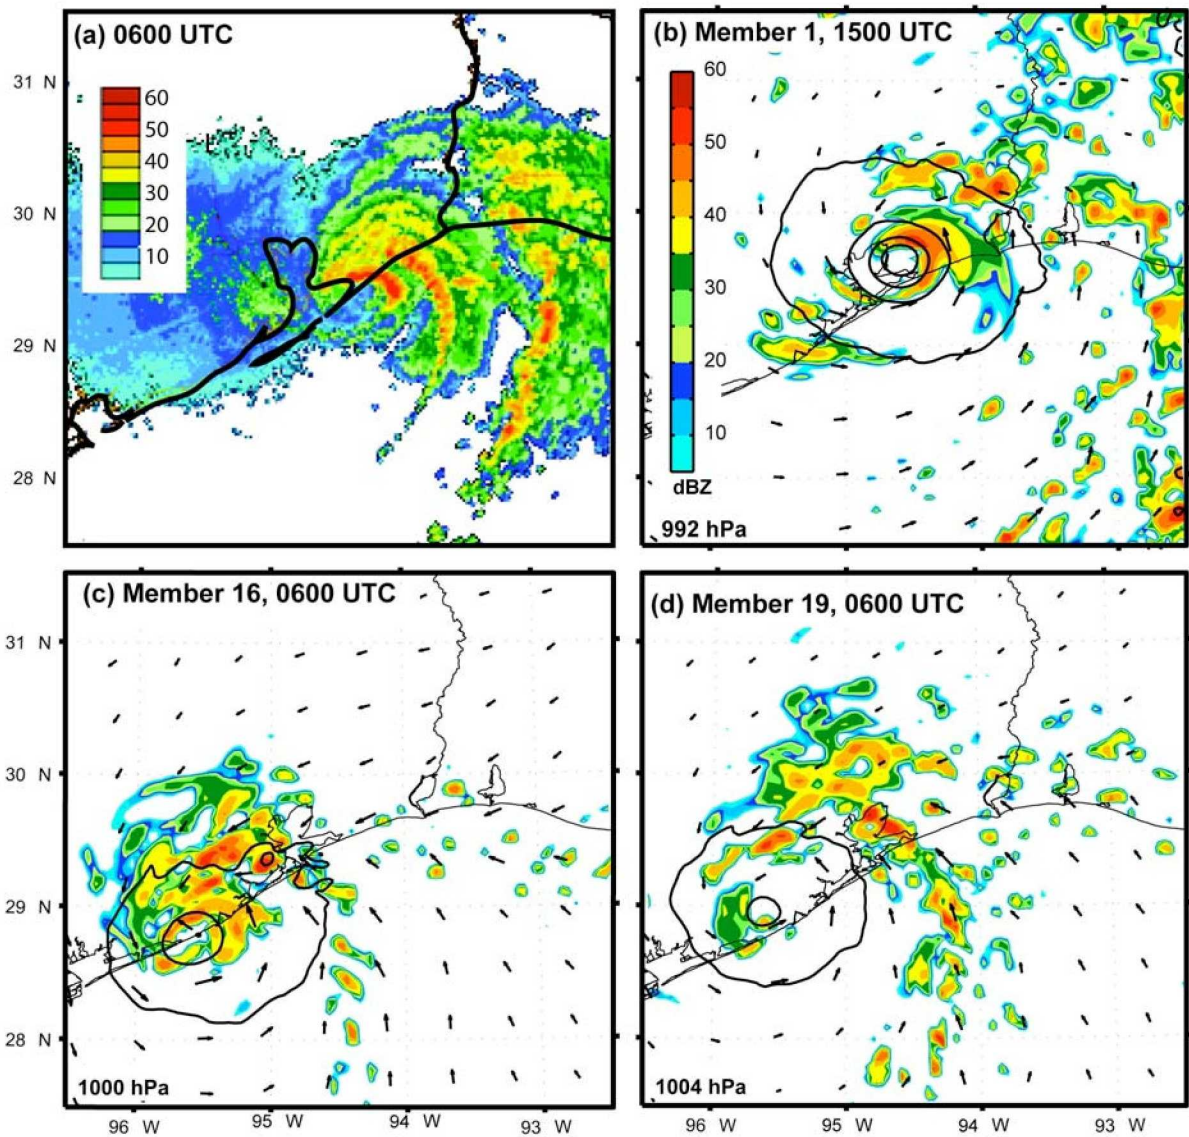 (a) 0600 UTC
(b) Member 1, 1500 UTC
31 N
60
50
40
30
20
10
30 N
29 N
28 N
60
50
40
30
20
10
dBZ
992 hPa
(c) Member 16, 0600 UTC
(d) Member 19, 0600 UTC
31 N
30 N
29 N
28 N
1000 hPa
1004 hPa
96 W
95 W
94 W
93 W
96 W
95 W
94 W
93 W